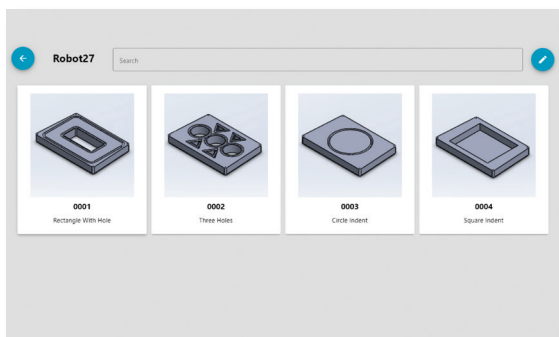 Robot27
Search
0001
Rectangle With Hole
0002
Three Holes
0003
Circle Indent
0004
Square Indent